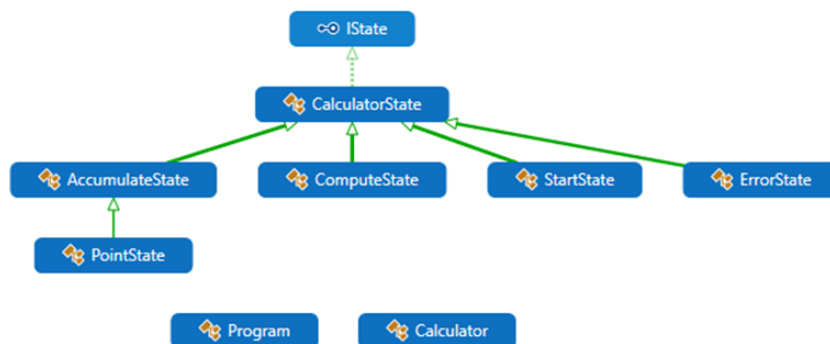 IState
CalculatorState
AccumulateState
ComputeState
StartState
ErrorState
PointState
Program
Calculator